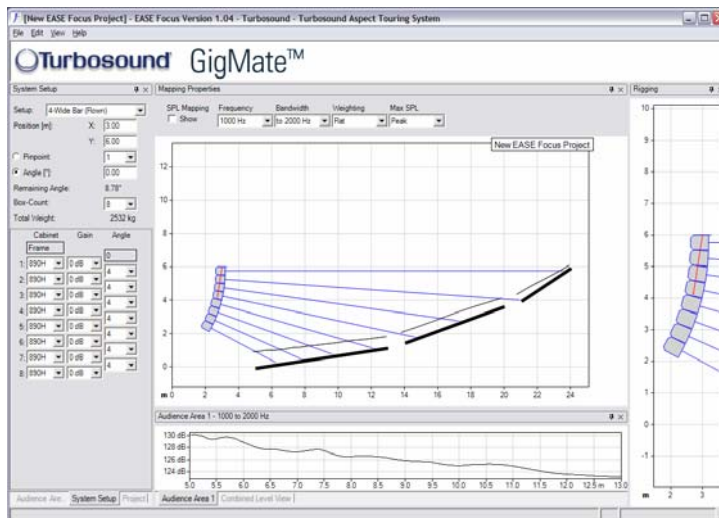 [New EASE Focus Project] - EASE Focus Version 1.04 - Turbosound - Turbosound Aspect Touring System
File Edit View Help
Turbosound® GigMate™
System Setup
Setup: 4-Wide Bar (Flown)
Position [m]: X: 3.00
Y: 6.00
Pinpoint: 1
Angle [°]: 0.00
Remaining Angle: 8.78°
Box-Count: 8
Total Weight: 2532 kg
Cabinet Gain Angle
Frame
0
1: 890H 0 dB
4
2: 890H 0 dB
4
3: 890H 0 dB
4
4: 890H 0 dB
4
5: 890H 0 dB
4
6: 890H 0 dB
4
7: 890H 0 dB
4
8: 890H 0 dB
Audience Are... System Setup Project
Mapping Properties
SPL Mapping Frequency Bandwidth Weighting Max SPL
Show 1000 Hz to 2000 Hz Flat Peak
New EASE Focus Project
12
10
8
6
4
2
0
m 0 2 4 6 8 10 12 14 16 18 20 22 24
Audience Area 1 - 1000 to 2000 Hz
130 dB
128 dB
126 dB
124 dB
5.0 5.5 6.0 6.5 7.0 7.5 8.0 8.5 9.0 9.5 10.0 10.5 11.0 11.5 12.0 12.5 m 13.0
Audience Area 1 Combined Level View
Rigging
10
9
8
7
6
5
4
3
2
1
0
-1
m 2 3